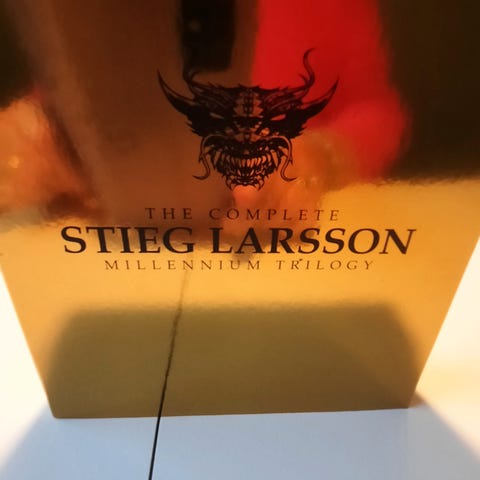 THE COMPLETE
STIEG LARSSON
MILLENNIUM TRILOGY